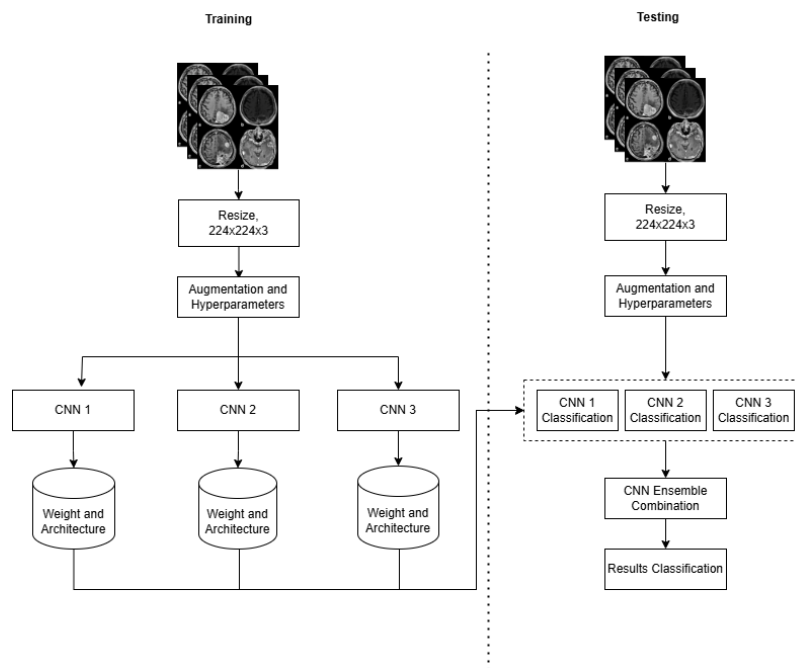 Training
Resize,
224x224x3
Augmentation and
Hyperparameters
CNN 1
CNN 2
CNN 3
Weight and
Architecture
Weight and
Architecture
Weight and
Architecture
Testing
Resize,
224x224x3
Augmentation and
Hyperparameters
CNN 1
Classification
CNN 2
Classification
CNN 3
Classification
CNN Ensemble
Combination
Results Classification